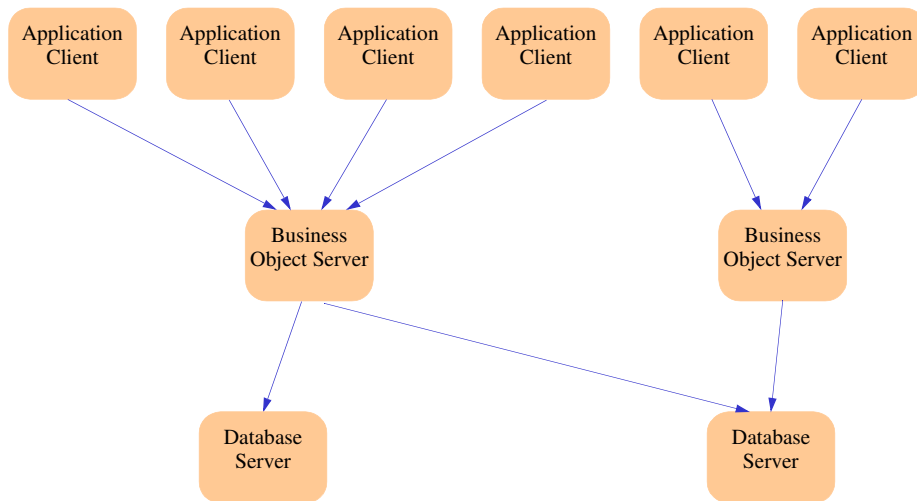 Application
Client
Application
Client
Application
Client
Application
Client
Application
Client
Application
Client
Business
Object Server
Business
Object Server
Database
Server
Database
Server